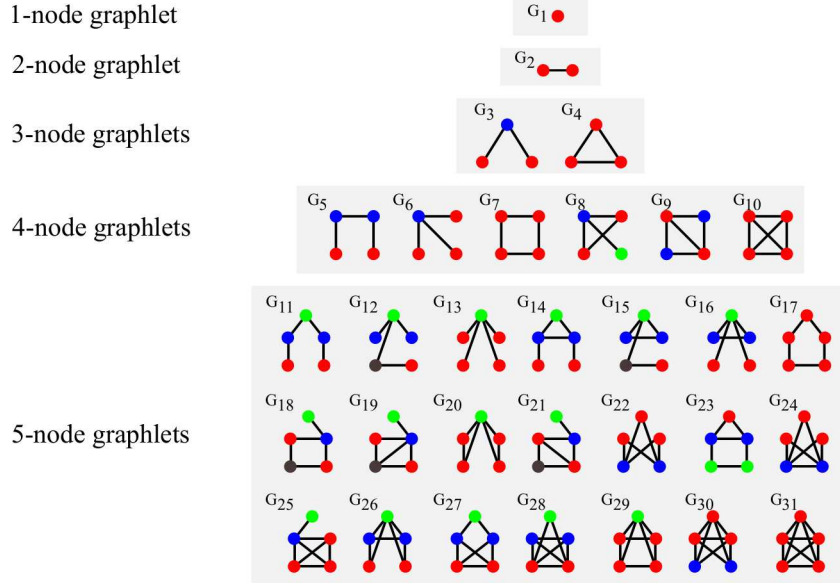 1-node graphlet
G1
2-node graphlet
G2
3-node graphlets
G3 G4
4-node graphlets
G5 G6 G7 G8 G9 G10
5-node graphlets
G11 G12 G13 G14 G15 G16 G17
G18 G19 G20 G21 G22 G23 G24
G25 G26 G27 G28 G29 G30 G31